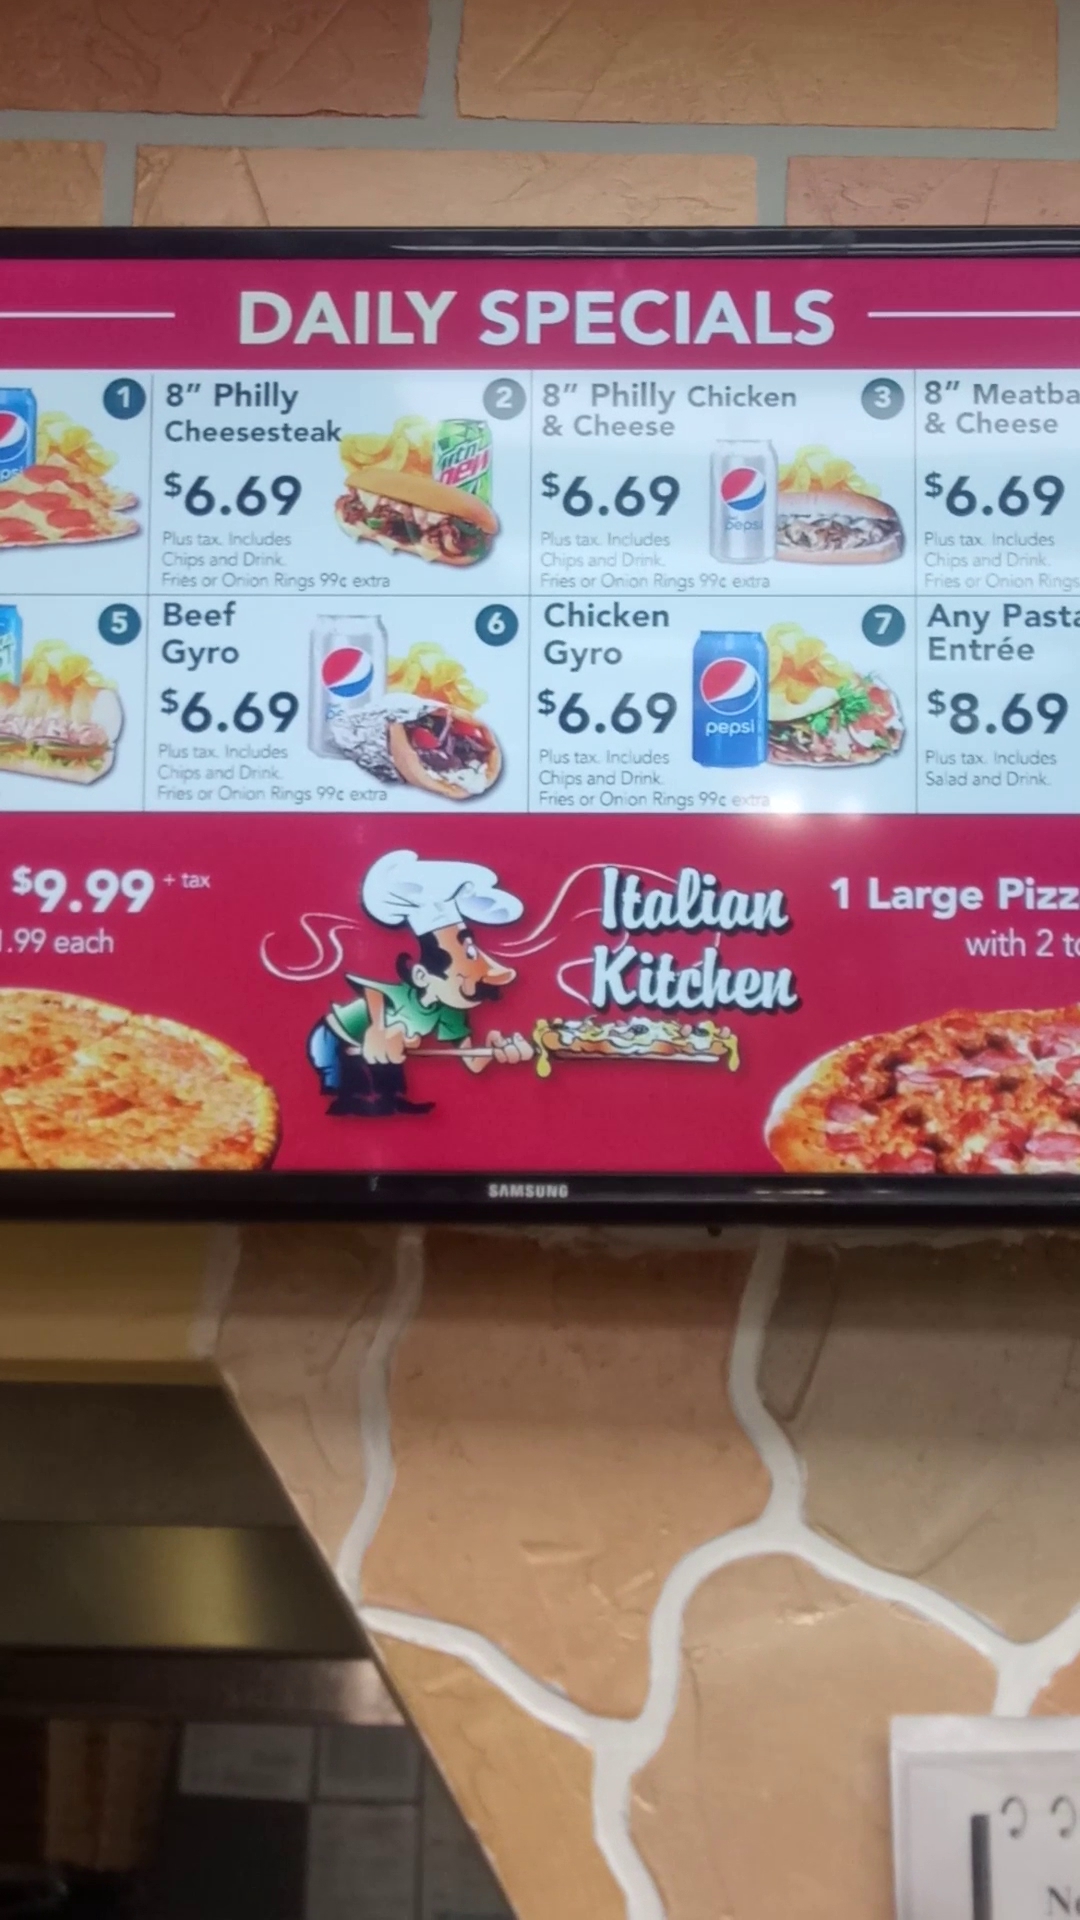 DAILY SPECIALS
1
8" Philly
Cheesesteak
$6.69
Plus tax. Includes
Chips and Drink.
Fries or Onion Rings 99¢ extra
mtn
dew
2
8" Philly Chicken
& Cheese
$6.69
Plus tax. Includes
Chips and Drink.
Fries or Onion Rings 99¢ extra
pepsi
3
8" Meatba
& Cheese
$6.69
Plus tax. Includes
Chips and Drink.
Fries or Onion Rings
5
Beef
Gyro
$6.69
Plus tax. Includes
Chips and Drink.
Fries or Onion Rings 99¢ extra
6
Chicken
Gyro
$6.69
Plus tax. Includes
Chips and Drink.
Fries or Onion Rings 99¢ extra
pepsi
7
Any Pasta
Entrée
$8.69
Plus tax. Includes
Salad and Drink.
$9.99 + tax
.99 each
Italian
Kitchen
1 Large Pizz
with 2 to
SAMSUNG